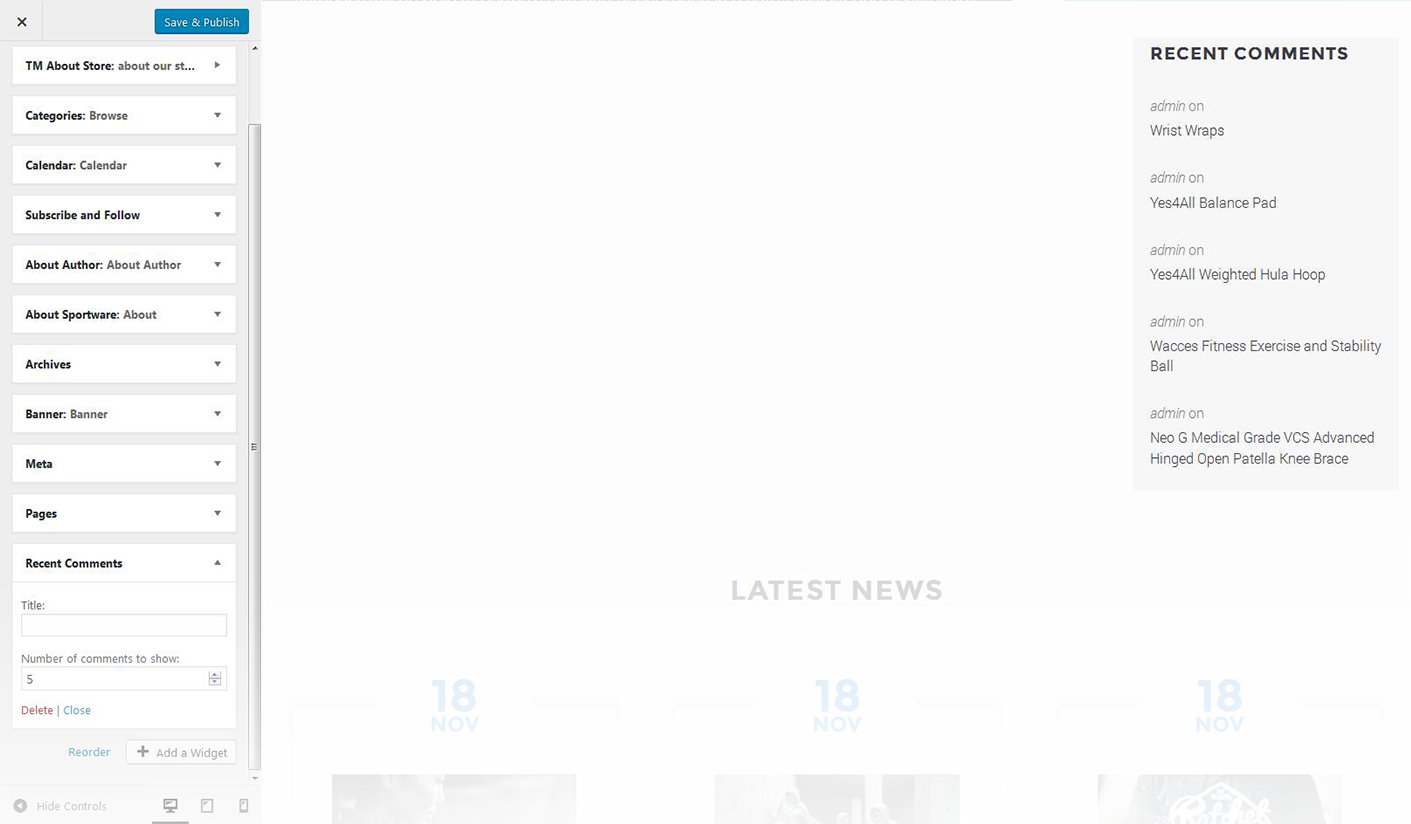 Save & Publish
TM About Store: about our st...
Categories: Browse
Calendar: Calendar
Subscribe and Follow
About Author: About Author
About Sportware: About
Archives
Banner: Banner
Meta
Pages
Recent Comments
Title:
Number of comments to show:
5
Delete | Close
Reorder
Add a Widget
Hide Controls
RECENT COMMENTS
admin on
Wrist Wraps
admin on
Yes4All Balance Pad
admin on
Yes4All Weighted Hula Hoop
admin on
Wacces Fitness Exercise and Stability
Ball
admin on
Neo G Medical Grade VCS Advanced
Hinged Open Patella Knee Brace
LATEST NEWS
18
NOV
18
NOV
18
NOV